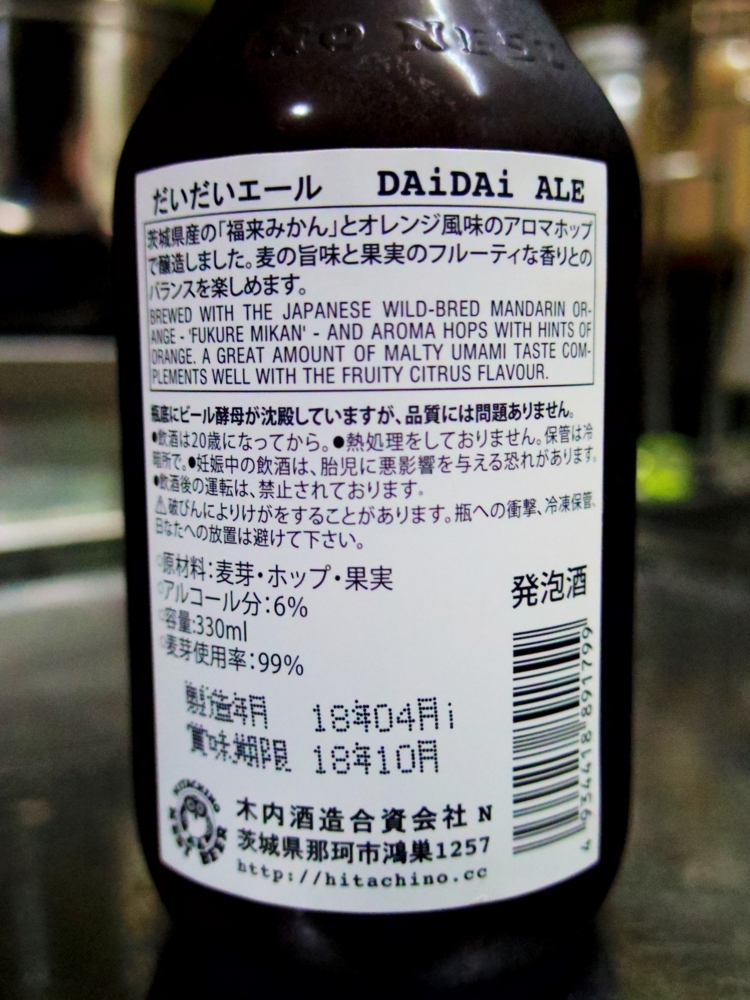 NO NEST
だいだいエール DAiDAi ALE
茨城県産の「福来みかん」とオレンジ風味のアロマホップ
で醸造しました。麦の旨味と果実のフルーティな香りとの
バランスを楽しめます。
BREWED WITH THE JAPANESE WILD-BRED MANDARIN OR-
ANGE - 'FUKURE MIKAN' - AND AROMA HOPS WITH HINTS OF
ORANGE. A GREAT AMOUNT OF MALTY UMAMI TASTE COM-
PLEMENTS WELL WITH THE FRUITY CITRUS FLAVOUR.
瓶底にビール酵母が沈殿していますが、品質には問題ありません。
●飲酒は20歳になってから。●熱処理をしておりません。保管は冷
暗所で。●妊娠中の飲酒は、胎児に悪影響を与える恐れがあります。
●飲酒後の運転は、禁止されております。
⚠破びんによりけがをすることがあります。瓶への衝撃、冷凍保管、
日なたへの放置は避けて下さい。
○原材料：麦芽・ホップ・果実
○アルコール分：6%
○容量:330ml
○麦芽使用率：99%
発泡酒
製造年月 18年04月i
賞味期限 18年10月
4 934418 891799
HITACHINO
NEST BEER
木内酒造合資会社 N
茨城県那珂市鴻巣1257
http://hitachino.cc